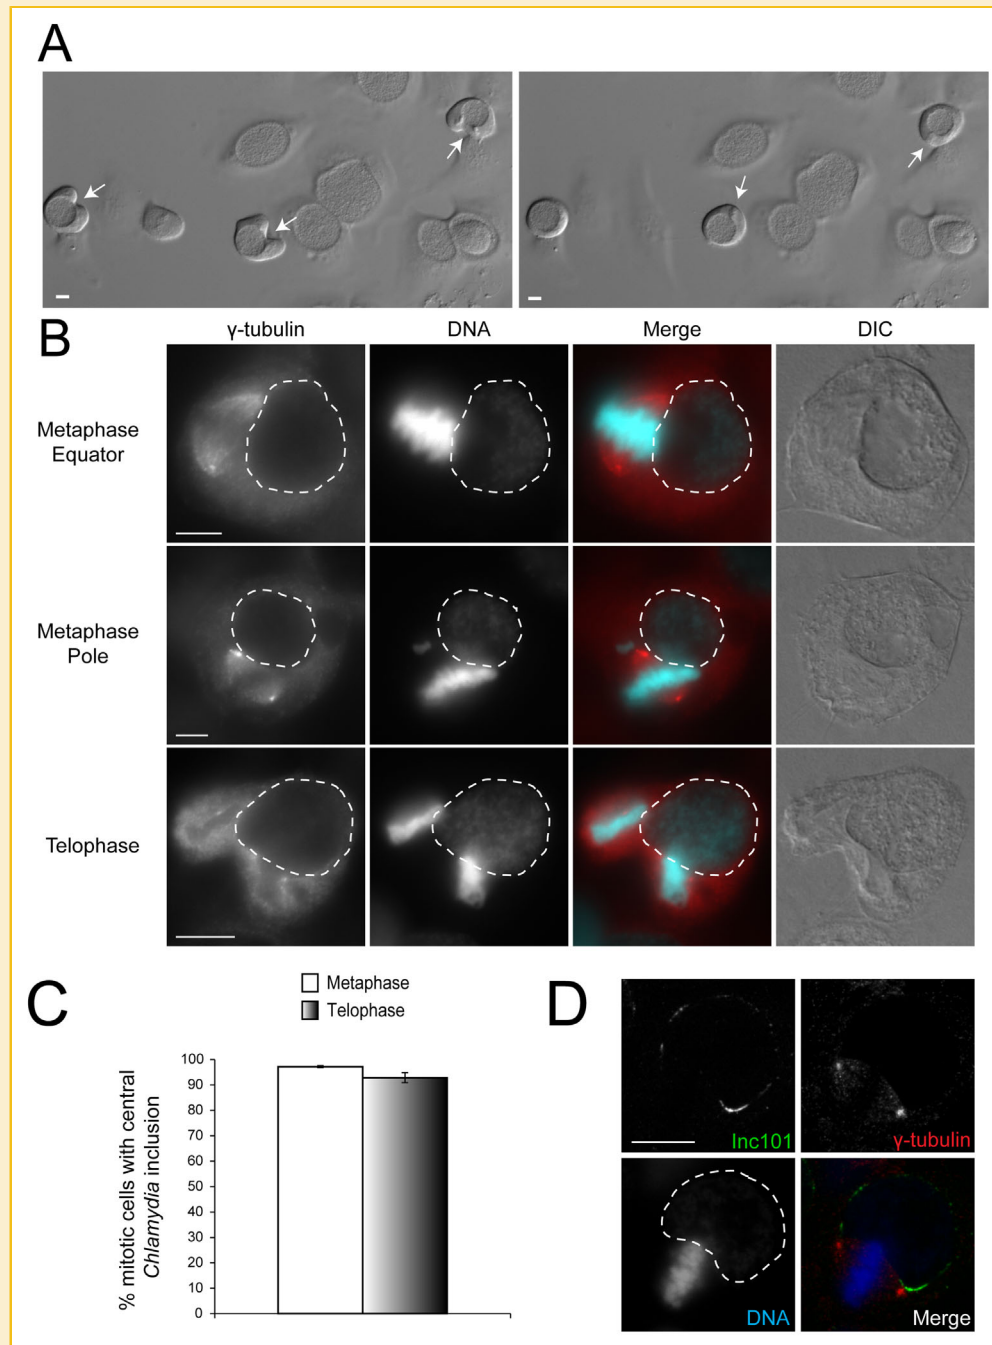 A
B
γ-tubulin
DNA
Merge
DIC
Metaphase
Equator
Metaphase
Pole
Telophase
C
Metaphase
Telophase
% mitotic cells with central
Chlamydia inclusion
100
90
80
70
60
50
40
30
20
10
0
D
Inc101
γ-tubulin
DNA
Merge